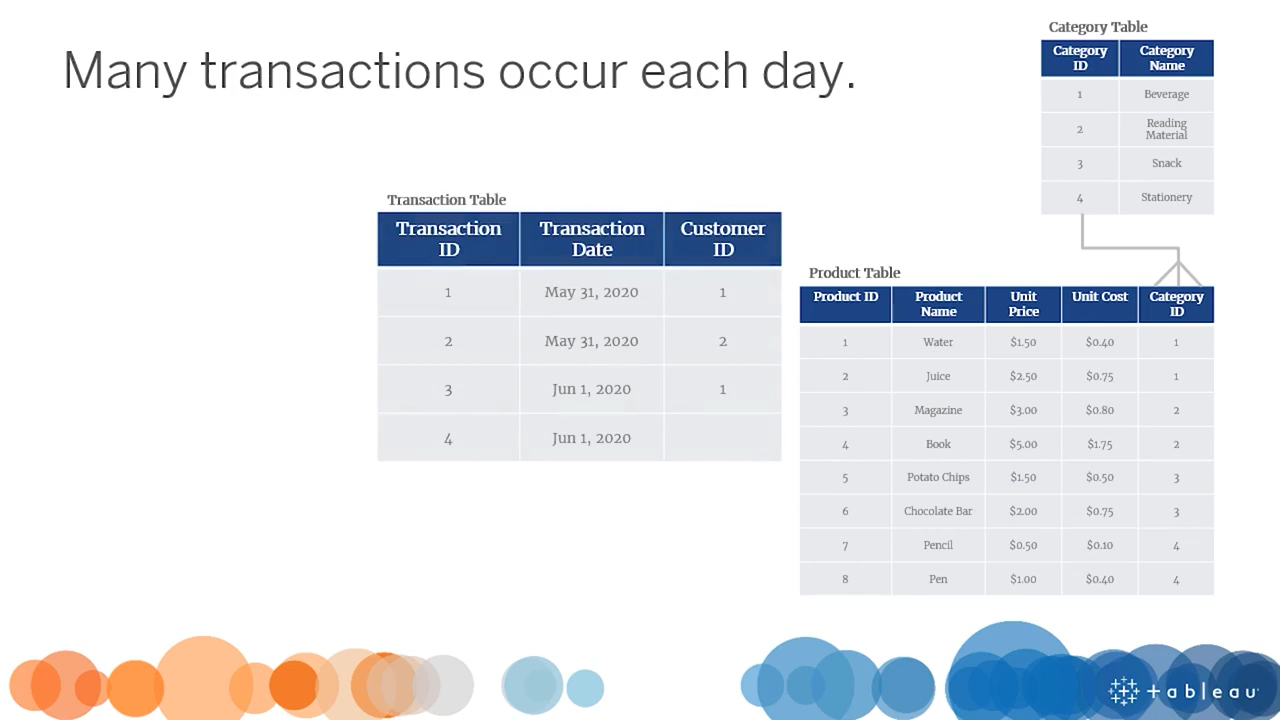 Many transactions occur each day.
Category Table
Category ID Category Name
1 Beverage
2 Reading Material
3 Snack
4 Stationery
Transaction Table
Transaction ID Transaction Date Customer ID
1 May 31, 2020 1
2 May 31, 2020 2
3 Jun 1, 2020 1
4 Jun 1, 2020
Product Table
Product ID Product Name Unit Price Unit Cost Category ID
1 Water $1.50 $0.40 1
2 Juice $2.50 $0.75 1
3 Magazine $3.00 $0.80 2
4 Book $5.00 $1.75 2
5 Potato Chips $1.50 $0.50 3
6 Chocolate Bar $2.00 $0.75 3
7 Pencil $0.50 $0.10 4
8 Pen $1.00 $0.40 4
tableau